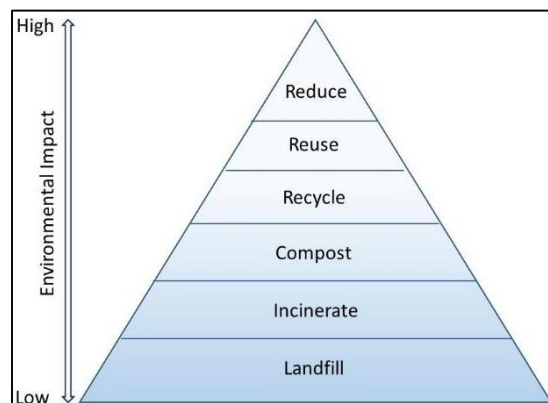 High
Environmental Impact
Low
Reduce
Reuse
Recycle
Compost
Incinerate
Landfill